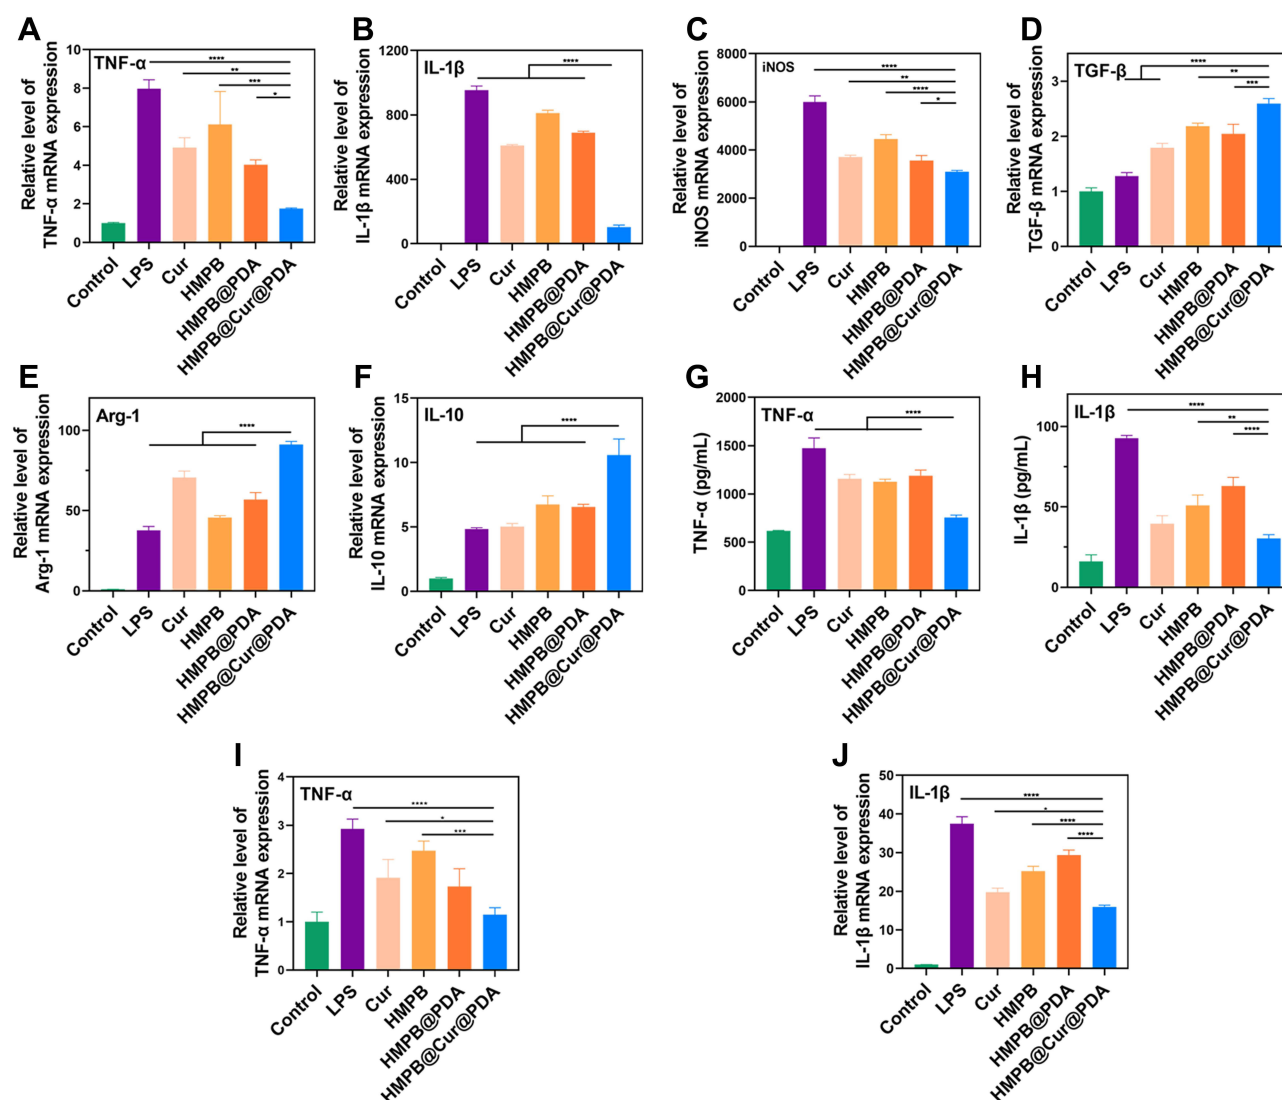 A
Relative level of
TNF-α mRNA expression
10
8
6
4
2
0
TNF-α
****
**
***
*
Control
LPS
Cur
HMPB
HMPB@PDA
HMPB@Cur@PDA
B
Relative level of
IL-1β mRNA expression
1200
800
400
0
IL-1β
****
Control
LPS
Cur
HMPB
HMPB@PDA
HMPB@Cur@PDA
C
Relative level of
iNOS mRNA expression
8000
6000
4000
2000
0
iNOS
****
**
****
*
Control
LPS
Cur
HMPB
HMPB@PDA
HMPB@Cur@PDA
D
Relative level of
TGF-β mRNA expression
3
2
1
0
TGF-β
****
**
***
Control
LPS
Cur
HMPB
HMPB@PDA
HMPB@Cur@PDA
E
Relative level of
Arg-1 mRNA expression
100
50
0
Arg-1
****
Control
LPS
Cur
HMPB
HMPB@PDA
HMPB@Cur@PDA
F
Relative level of
IL-10 mRNA expression
15
10
5
0
IL-10
****
Control
LPS
Cur
HMPB
HMPB@PDA
HMPB@Cur@PDA
G
TNF-α (pg/mL)
2000
1500
1000
500
0
TNF-α
****
Control
LPS
Cur
HMPB
HMPB@PDA
HMPB@Cur@PDA
H
IL-1β (pg/mL)
100
50
0
IL-1β
****
**
****
Control
LPS
Cur
HMPB
HMPB@PDA
HMPB@Cur@PDA
I
Relative level of
TNF-α mRNA expression
4
3
2
1
0
TNF-α
****
*
***
Control
LPS
Cur
HMPB
HMPB@PDA
HMPB@Cur@PDA
J
Relative level of
IL-1β mRNA expression
50
40
30
20
10
0
IL-1β
****
*
****
****
Control
LPS
Cur
HMPB
HMPB@PDA
HMPB@Cur@PDA